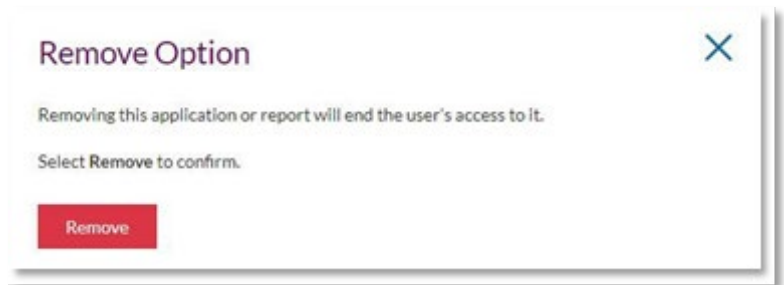 Remove Option
Removing this application or report will end the user's access to it.
Select Remove to confirm.
Remove